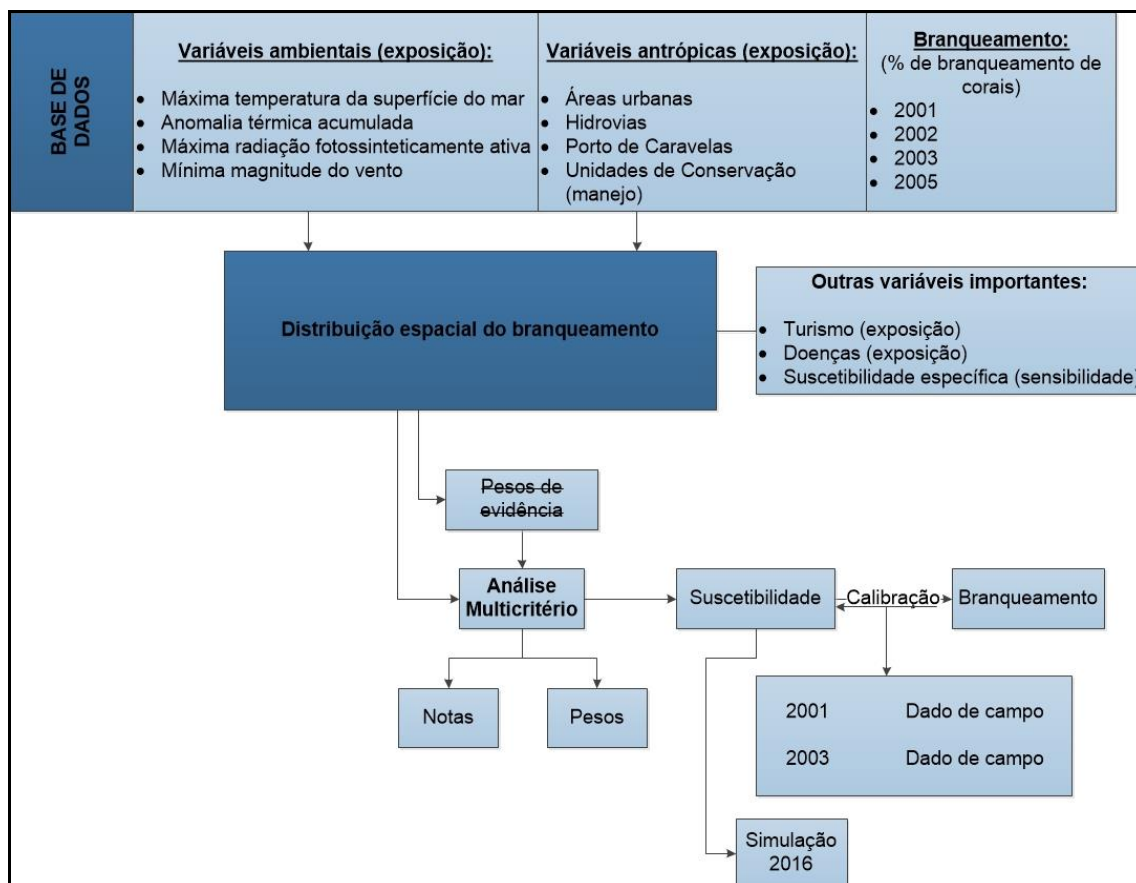 BASE DE
DADOS
Variáveis ambientais (exposição):
• Máxima temperatura da superfície do mar
• Anomalia térmica acumulada
• Máxima radiação fotossinteticamente ativa
• Mínima magnitude do vento
Variáveis antrópicas (exposição):
• Áreas urbanas
• Hidrovias
• Porto de Caravelas
• Unidades de Conservação
(manejo)
Branqueamento:
(% de branqueamento de
corais)
• 2001
• 2002
• 2003
• 2005
Distribuição espacial do branqueamento
Outras variáveis importantes:
• Turismo (exposição)
• Doenças (exposição)
• Suscetibilidade específica (sensibilidade)
Pesos de
evidência
Análise
Multicritério
Suscetibilidade
Calibração
Branqueamento
Notas
Pesos
2001 Dado de campo
2003 Dado de campo
Simulação
2016